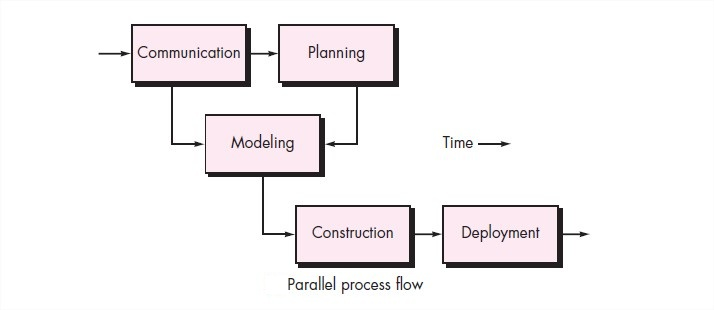 Communication
Planning
Modeling
Time
Construction
Deployment
Parallel process flow